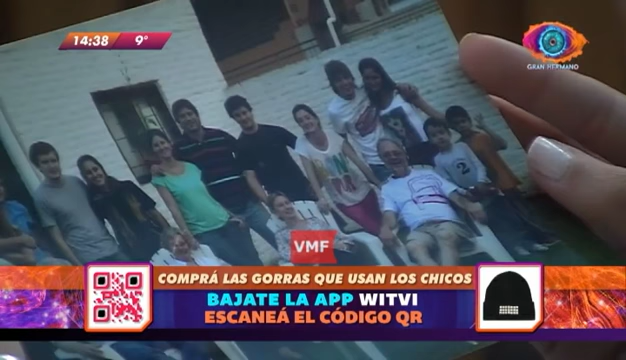 14:38 9°
GRAN HERMANO
2
VMF
COMPRÁ LAS GORRAS QUE USAN LOS CHICOS
BAJATE LA APP WITVI
ESCANEÁ EL CÓDIGO QR